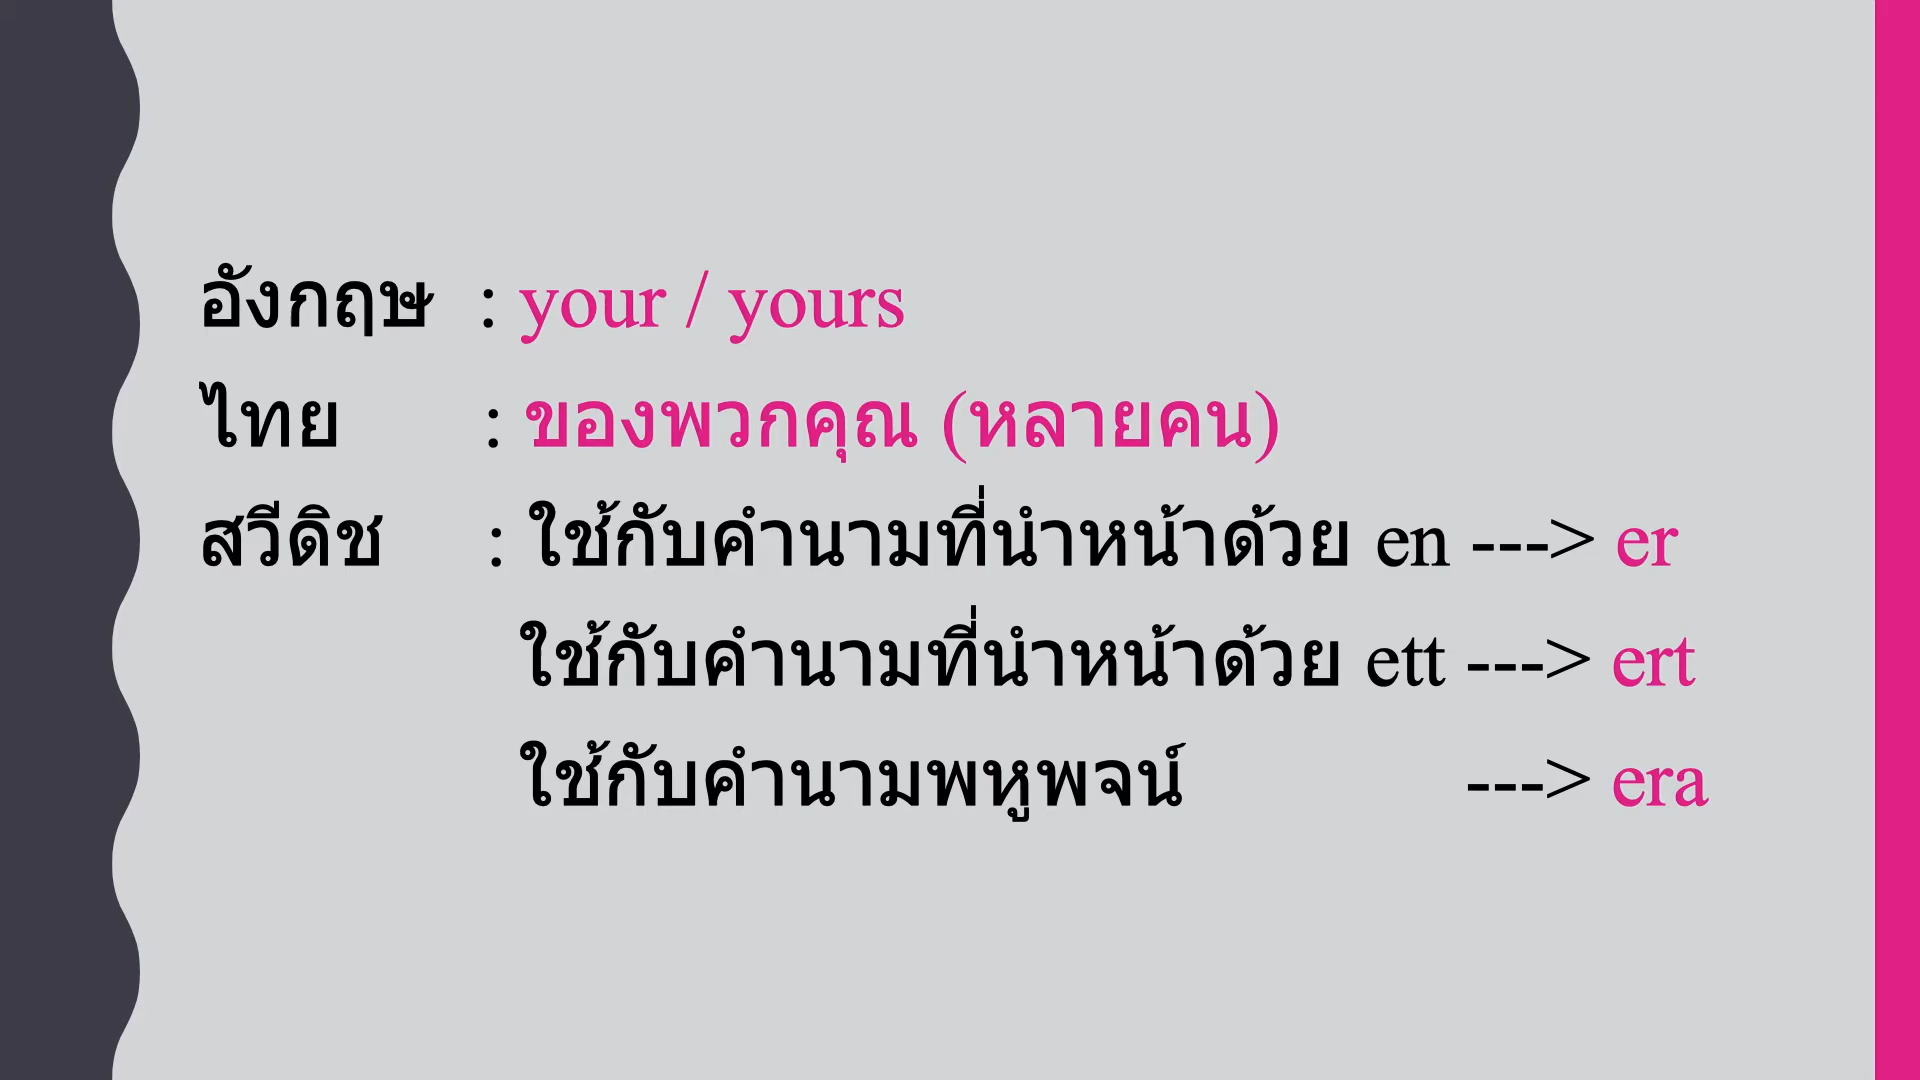 อังกฤษ : your / yours
ไทย : ของพวกคุณ (หลายคน)
สวีดิช : ใช้กับคำนามที่นำหน้าด้วย en ---> er
ใช้กับคำนามที่นำหน้าด้วย ett ---> ert
ใช้กับคำนามพหูพจน์ ---> era